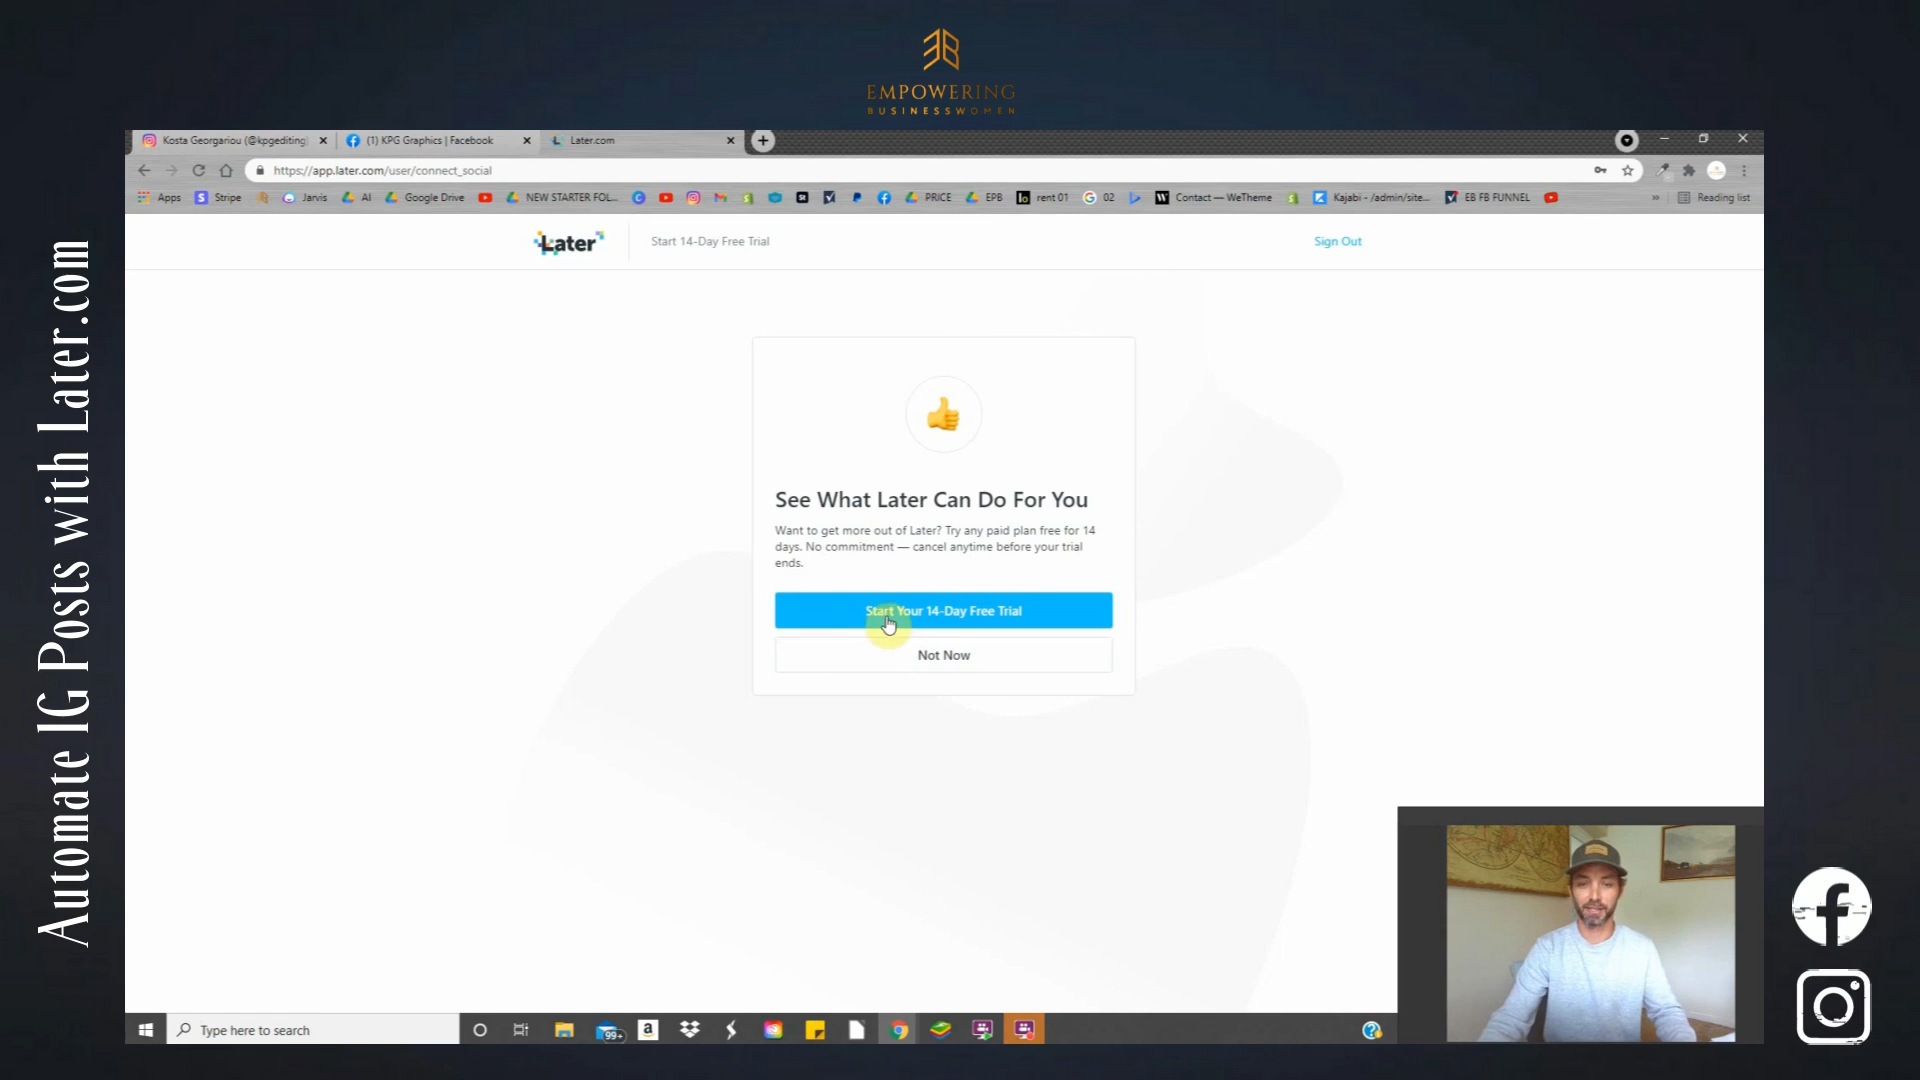 EMPOWERING
BUSINESSWOMEN
Automate IG Posts with Later.com
Kosta Georgariou (@kpgediting
(1) KPG Graphics | Facebook
Later.com
https://app.later.com/user/connect_social
Apps
Stripe
Jarvis
AI
Google Drive
NEW STARTER FOL...
PRICE
EPB
rent 01
02
Contact — WeTheme
Kajabi - /admin/site...
EB FB FUNNEL
Reading list
Later
Start 14-Day Free Trial
Sign Out
See What Later Can Do For You
Want to get more out of Later? Try any paid plan free for 14
days. No commitment — cancel anytime before your trial
ends.
Start Your 14-Day Free Trial
Not Now
Type here to search
99+